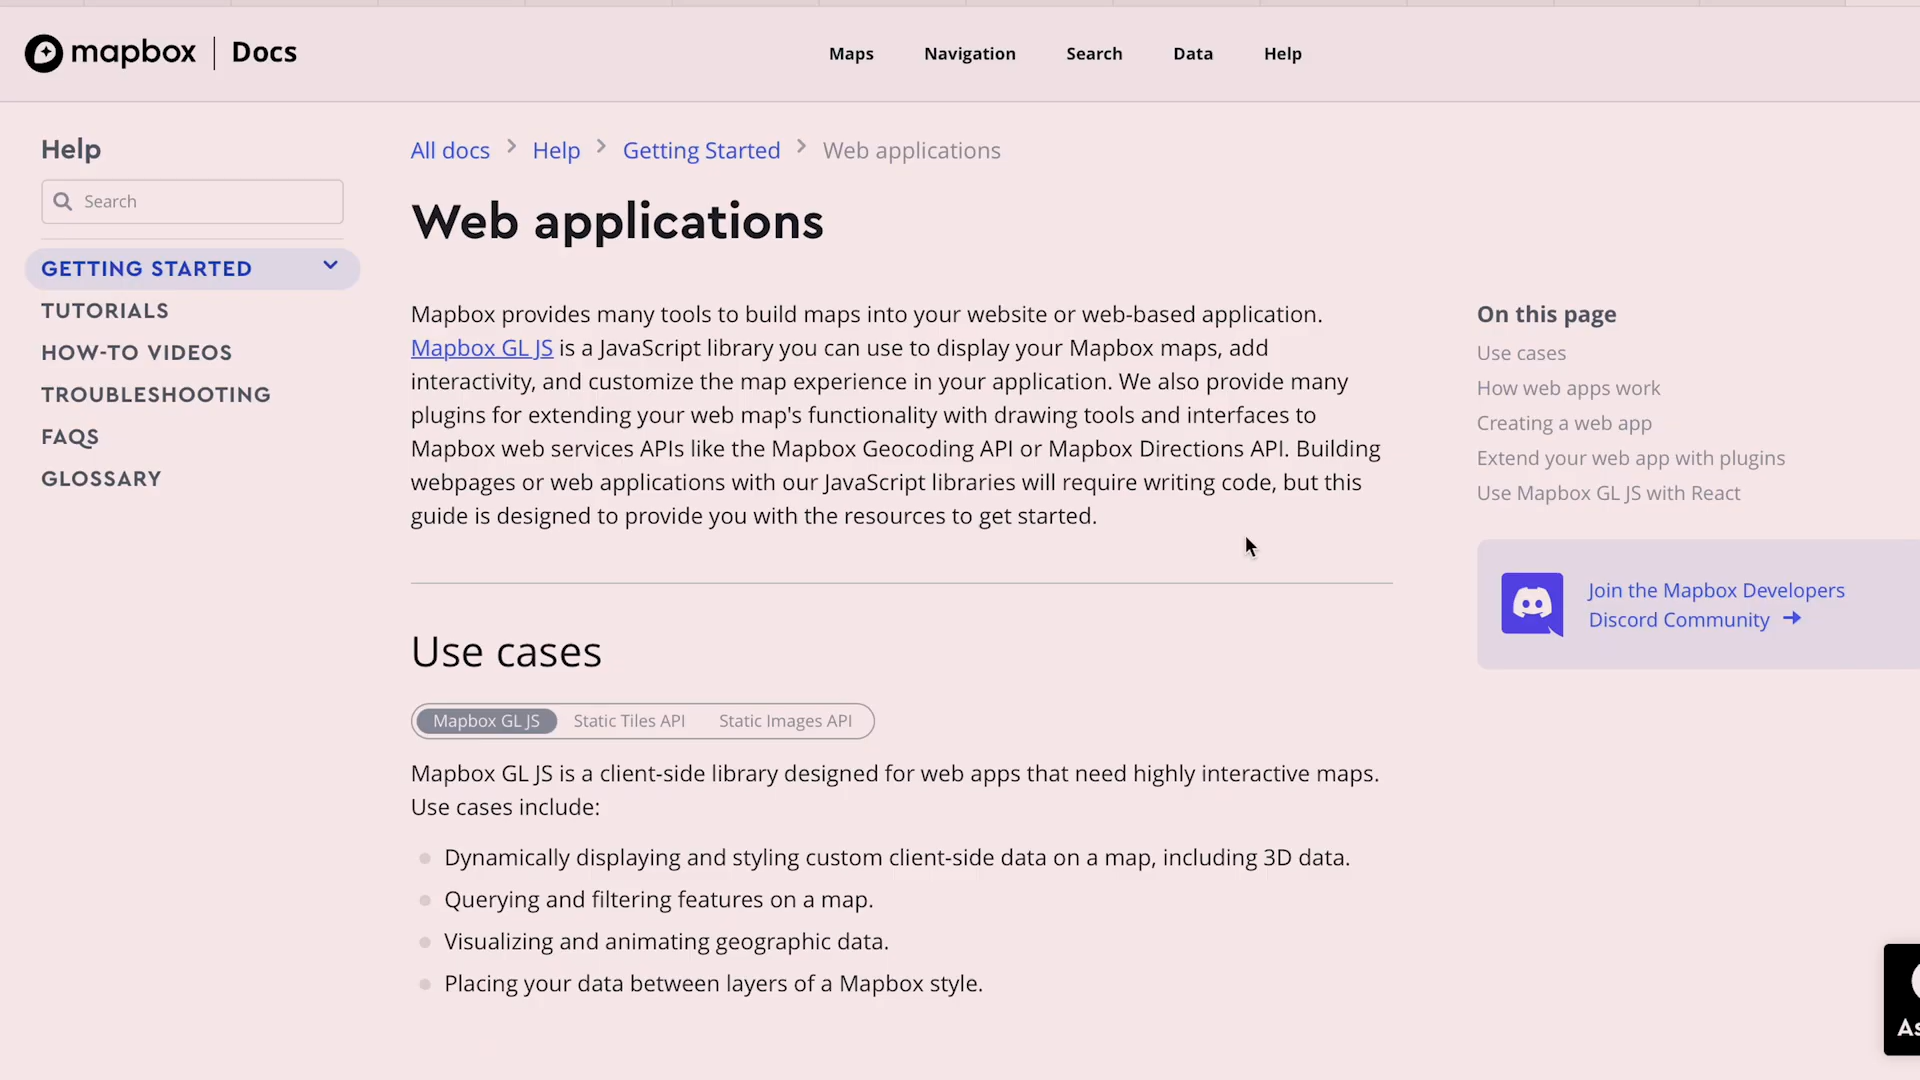 mapbox Docs
Maps Navigation Search Data Help
Help
Search
GETTING STARTED
TUTORIALS
HOW-TO VIDEOS
TROUBLESHOOTING
FAQS
GLOSSARY
All docs Help Getting Started Web applications
Web applications
Mapbox provides many tools to build maps into your website or web-based application.
Mapbox GL JS is a JavaScript library you can use to display your Mapbox maps, add
interactivity, and customize the map experience in your application. We also provide many
plugins for extending your web map's functionality with drawing tools and interfaces to
Mapbox web services APIs like the Mapbox Geocoding API or Mapbox Directions API. Building
webpages or web applications with our JavaScript libraries will require writing code, but this
guide is designed to provide you with the resources to get started.
Use cases
Mapbox GL JS Static Tiles API Static Images API
Mapbox GL JS is a client-side library designed for web apps that need highly interactive maps.
Use cases include:
Dynamically displaying and styling custom client-side data on a map, including 3D data.
Querying and filtering features on a map.
Visualizing and animating geographic data.
Placing your data between layers of a Mapbox style.
On this page
Use cases
How web apps work
Creating a web app
Extend your web app with plugins
Use Mapbox GL JS with React
Join the Mapbox Developers
Discord Community